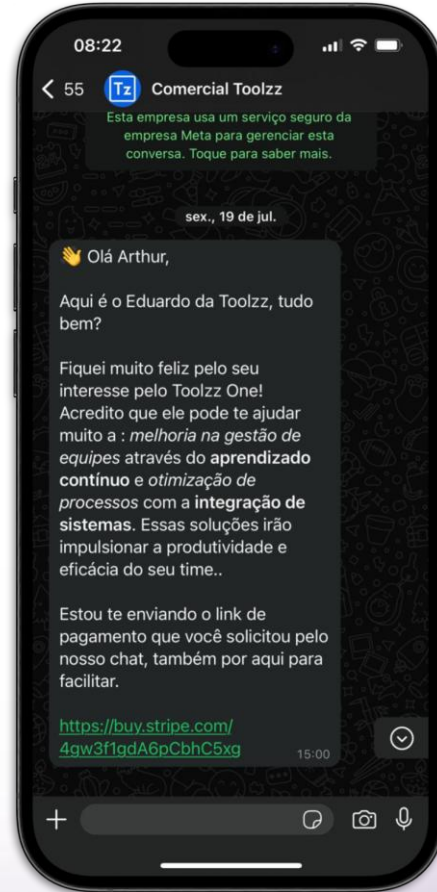 08:22
55
Tz
Comercial Toolzz
Esta empresa usa um serviço seguro da
empresa Meta para gerenciar esta
conversa. Toque para saber mais.
sex., 19 de jul.
👋 Olá Arthur,
Aqui é o Eduardo da Toolzz, tudo
bem?
Fiquei muito feliz pelo seu
interesse pelo Toolzz One!
Acredito que ele pode te ajudar
muito a : melhoria na gestão de
equipes através do aprendizado
contínuo e otimização de
processos com a integração de
sistemas. Essas soluções irão
impulsionar a produtividade e
eficácia do seu time..
Estou te enviando o link de
pagamento que você solicitou pelo
nosso chat, também por aqui para
facilitar.
https://buy.stripe.com/
4gw3f1gdA6pCbhC5xg
15:00